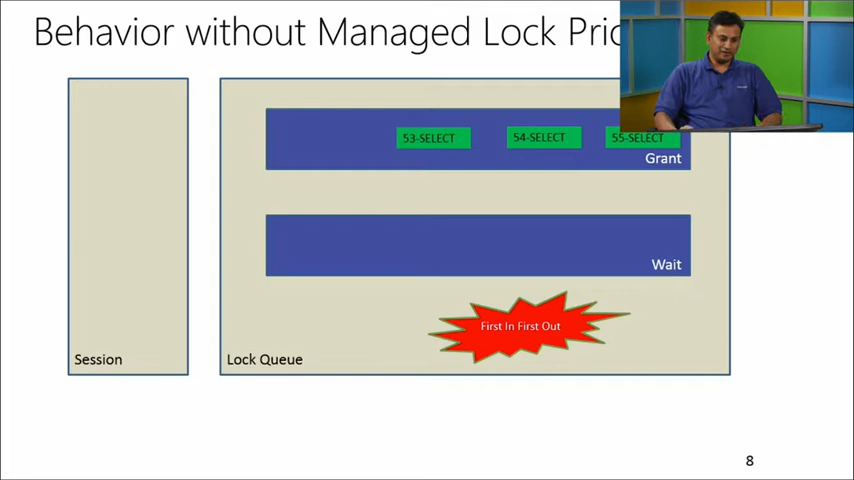 Behavior without Managed Lock
53-SELECT
54-SELECT
55-SELECT
Grant
Wait
First In First Out
Session
Lock Queue
8